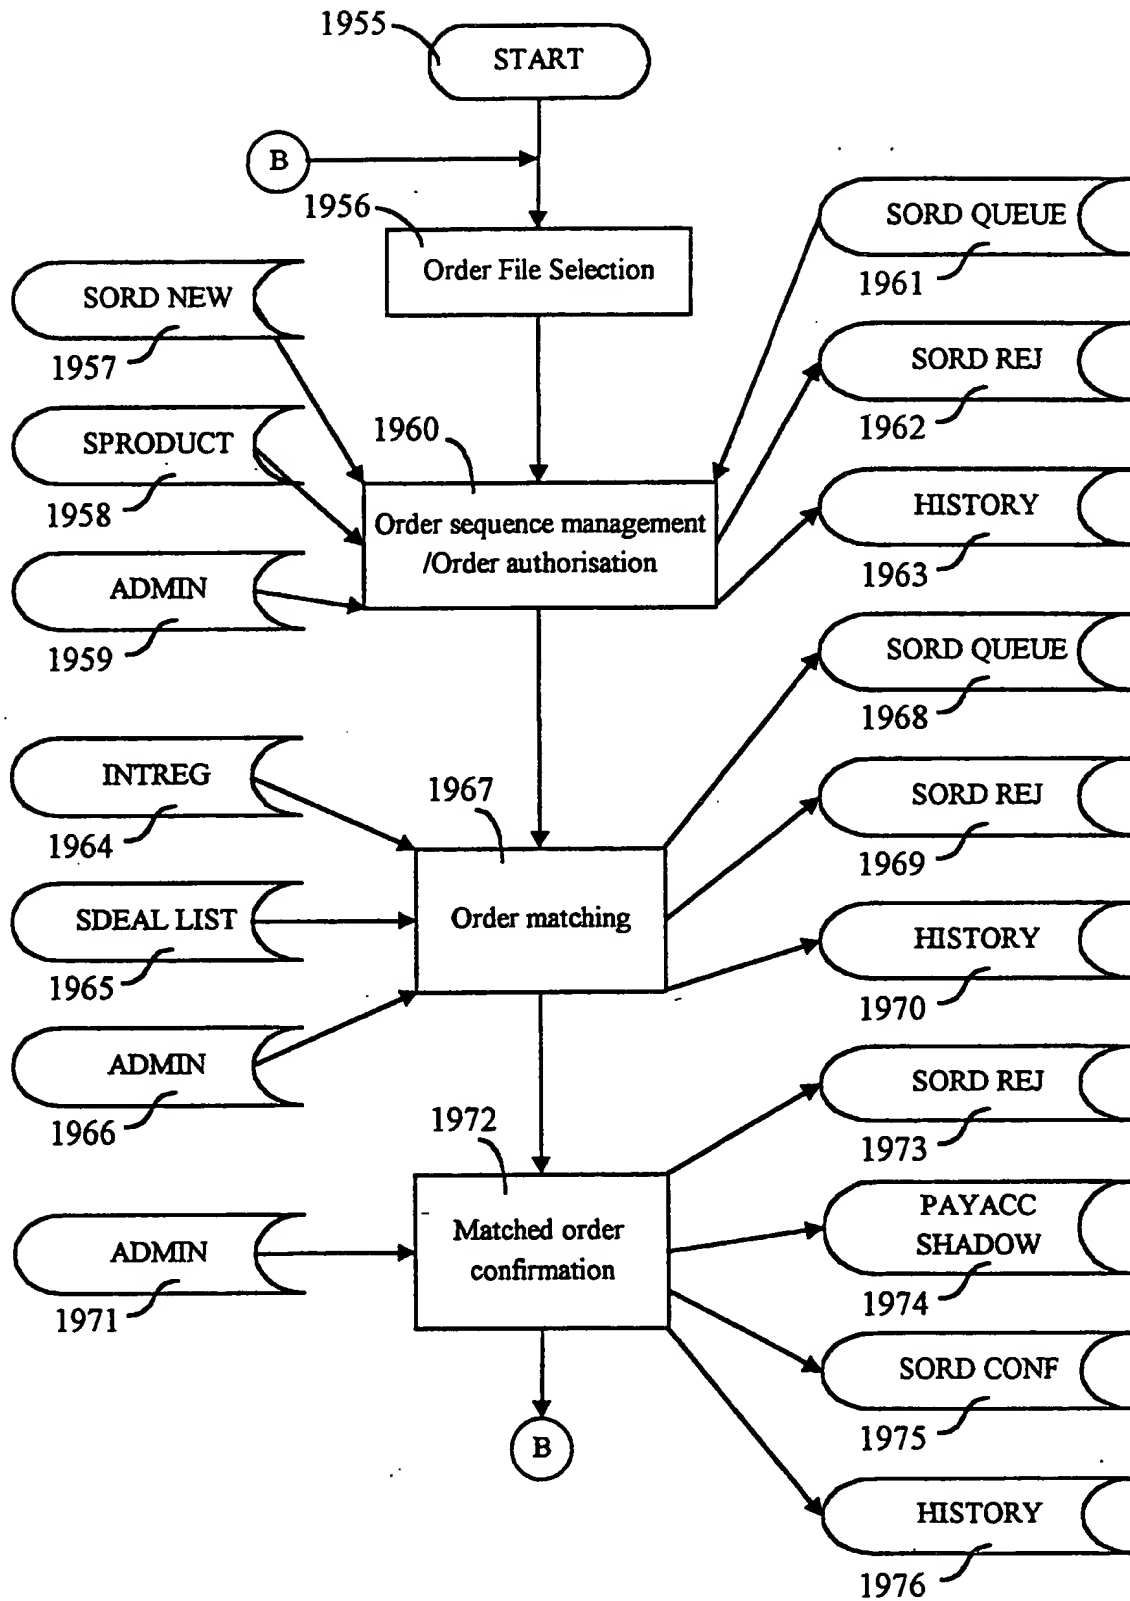 1955
START
B
1956
Order File Selection
SORD QUEUE
1961
SORD NEW
1957
SORD REJ
1962
SPRODUCT
1958
1960
Order sequence management
/Order authorisation
HISTORY
1963
ADMIN
1959
SORD QUEUE
1968
INTREG
1964
1967
SORD REJ
1969
SDEAL LIST
1965
Order matching
HISTORY
1970
ADMIN
1966
SORD REJ
1973
1972
Matched order
confirmation
PAYACC
SHADOW
1974
ADMIN
1971
SORD CONF
1975
B
HISTORY
1976